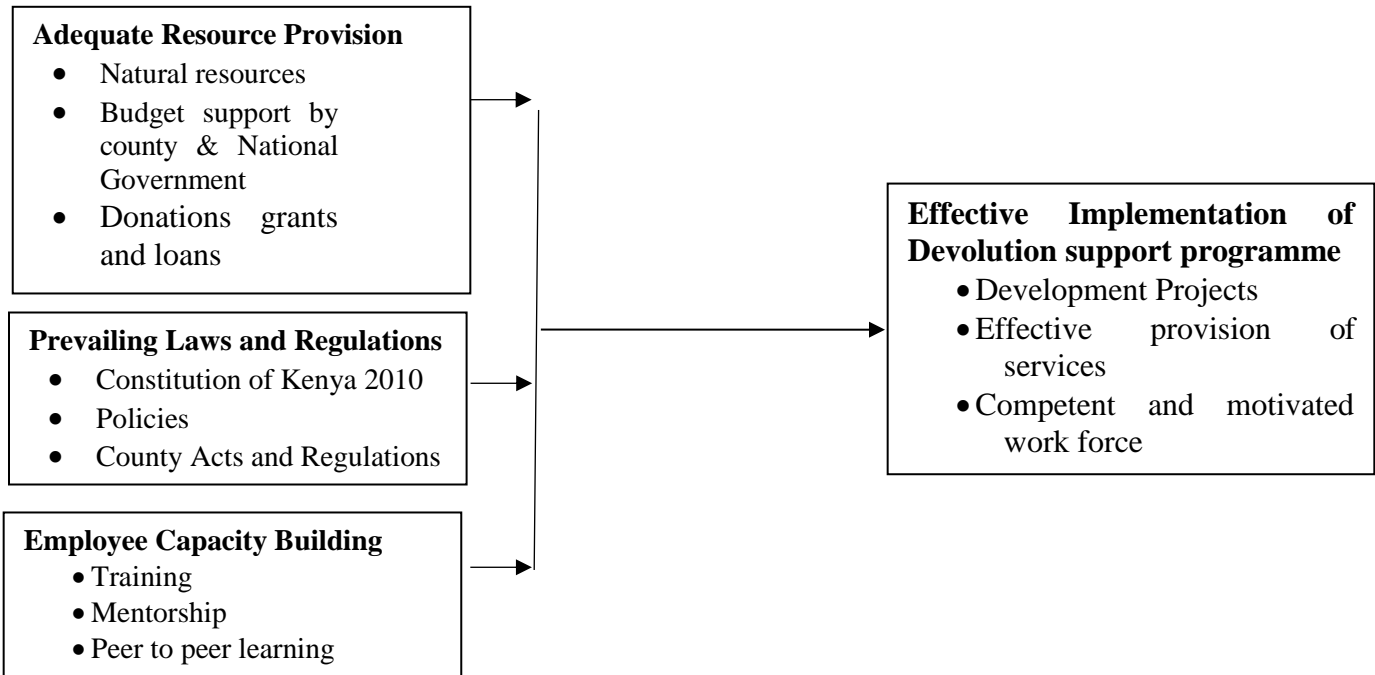 Adequate Resource Provision
• Natural resources
• Budget support by
county & National
Government
• Donations grants
and loans
Prevailing Laws and Regulations
• Constitution of Kenya 2010
• Policies
• County Acts and Regulations
Employee Capacity Building
• Training
• Mentorship
• Peer to peer learning
Effective Implementation of
Devolution support programme
• Development Projects
• Effective provision of
services
• Competent and motivated
work force